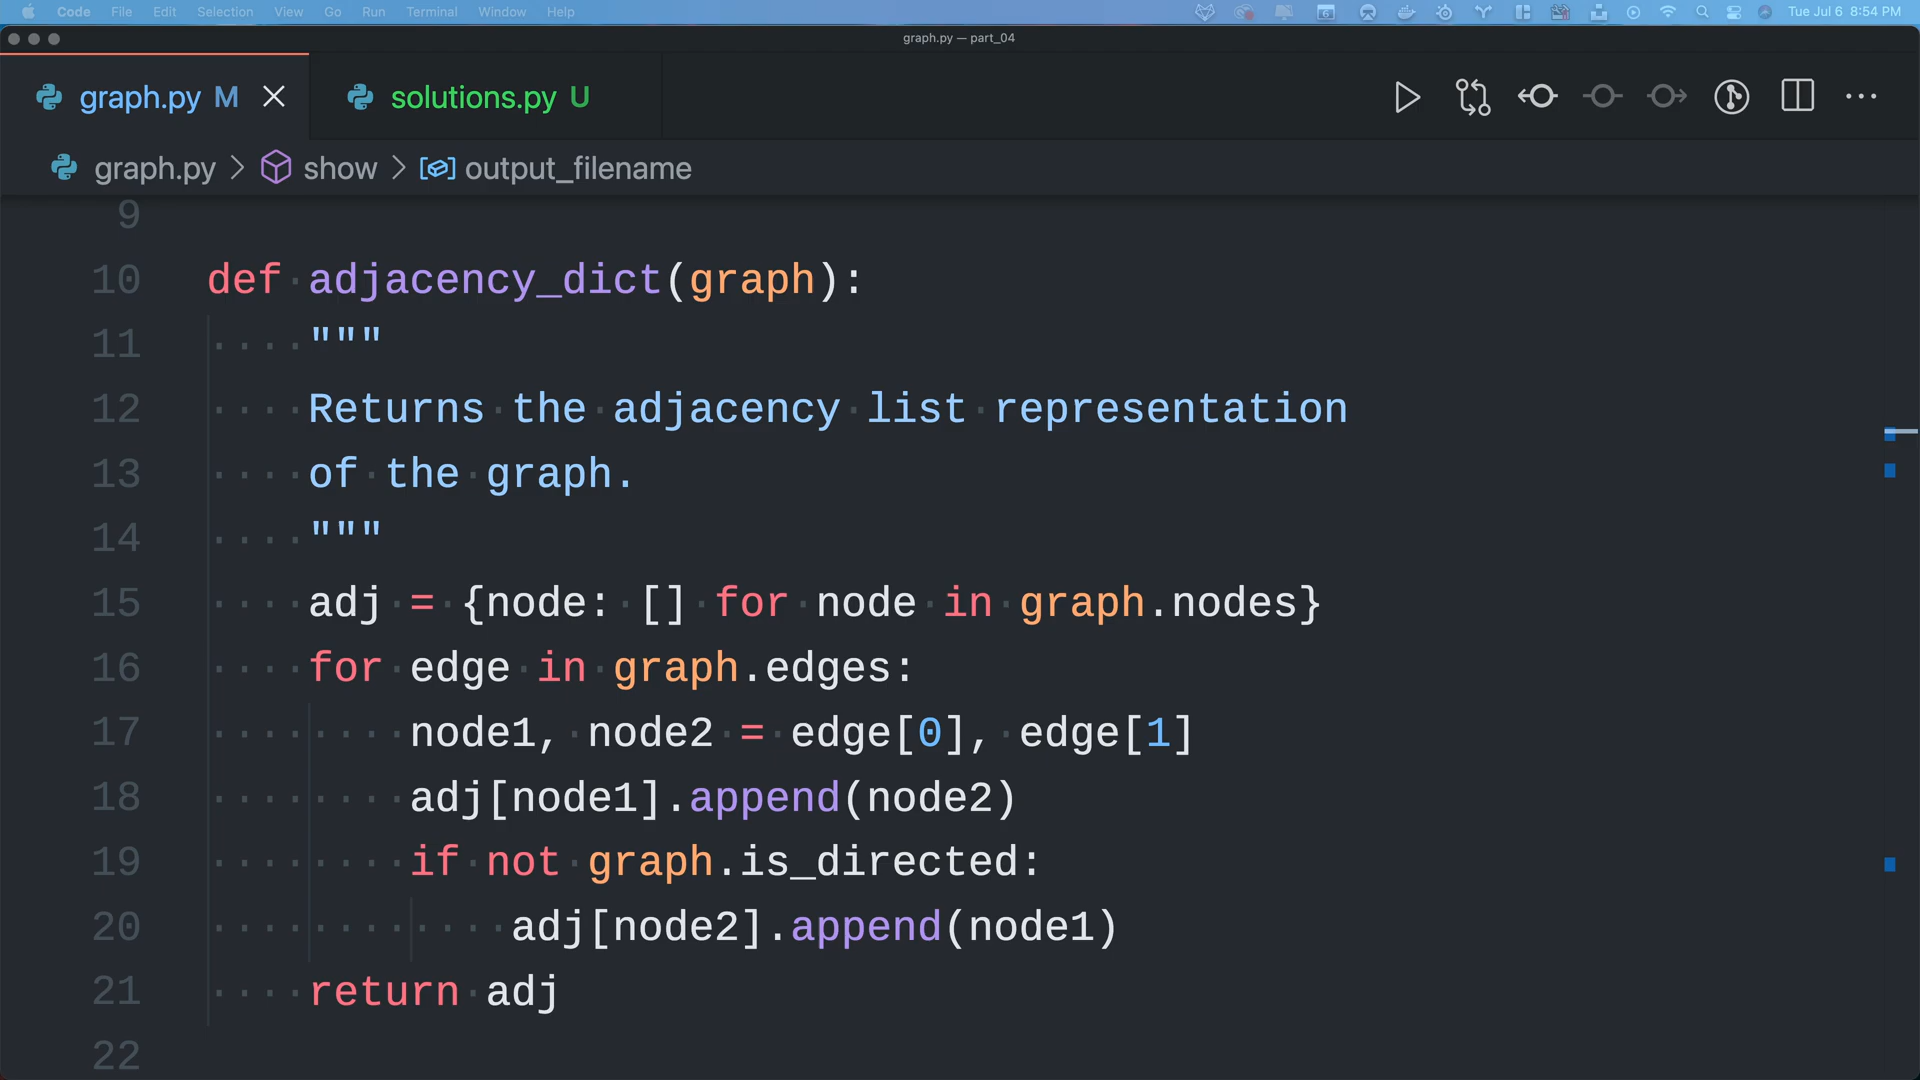 Code File Edit Selection View Go Run Terminal Window Help 6 Tue Jul 6 8:54 PM
graph.py — part_04
graph.py M solutions.py U
graph.py > show > output_filename
9
10 def adjacency_dict(graph):
11 """
12 Returns the adjacency list representation
13 of the graph.
14 """
15 adj = {node: [] for node in graph.nodes}
16 for edge in graph.edges:
17 node1, node2 = edge[0], edge[1]
18 adj[node1].append(node2)
19 if not graph.is_directed:
20 adj[node2].append(node1)
21 return adj
22